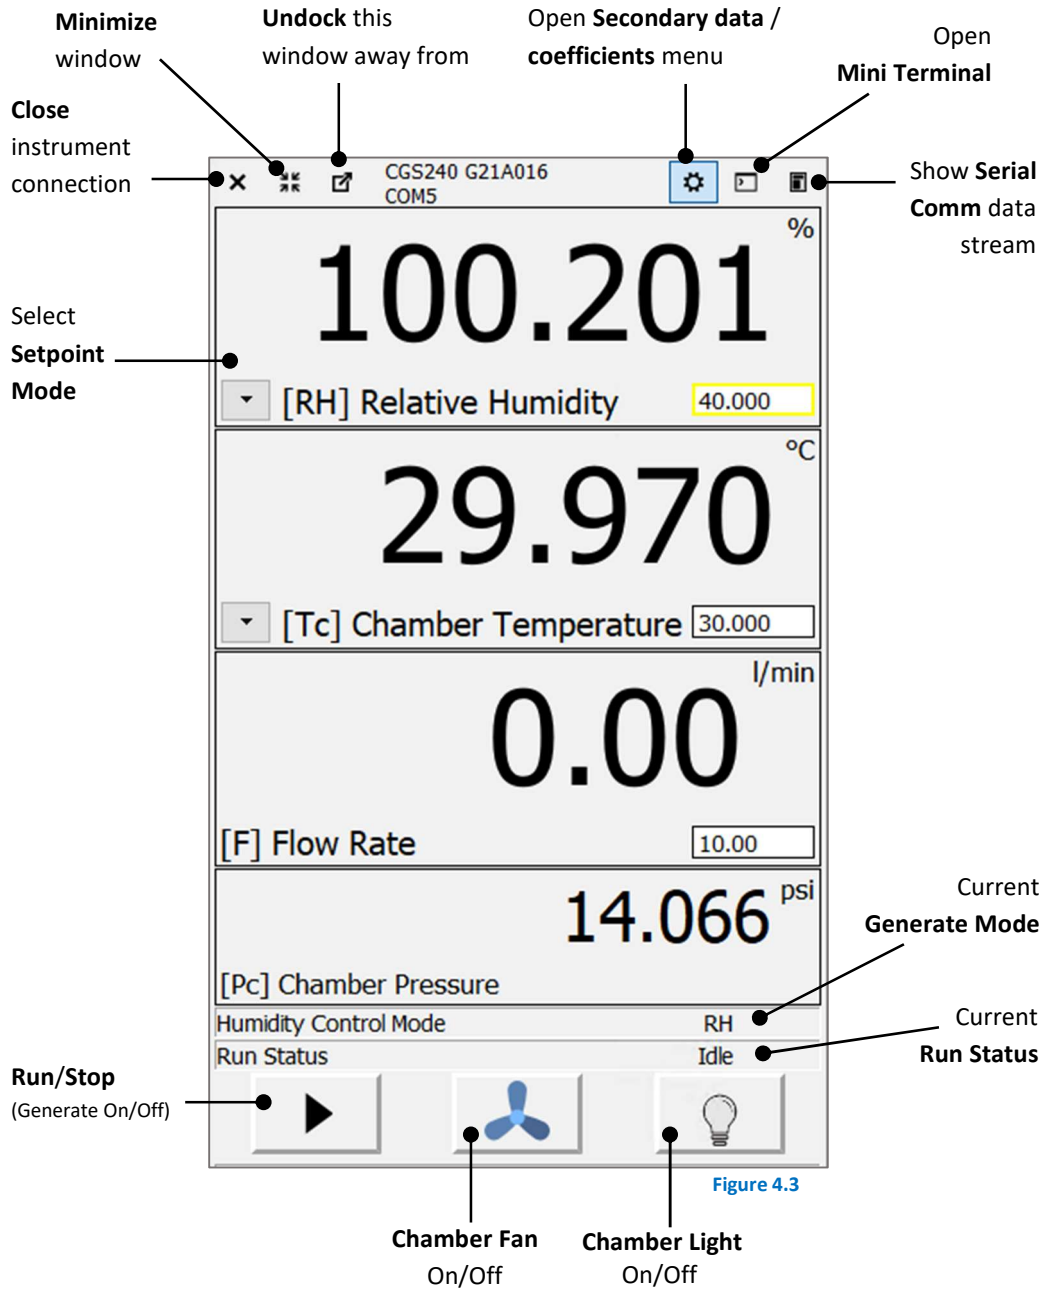 Minimize
window
Undock this
window away from
Open Secondary data /
coefficients menu
Open
Mini Terminal
Close
instrument
connection
CGS240 G21A016
COM5
Show Serial
Comm data
stream
%
100.201
Select
Setpoint
Mode
[RH] Relative Humidity 40.000
°C
29.970
[Tc] Chamber Temperature 30.000
l/min
0.00
[F] Flow Rate 10.00
psi
14.066
[Pc] Chamber Pressure
Current
Generate Mode
Humidity Control Mode RH
Run Status Idle
Current
Run Status
Run/Stop
(Generate On/Off)
Figure 4.3
Chamber Fan
On/Off
Chamber Light
On/Off